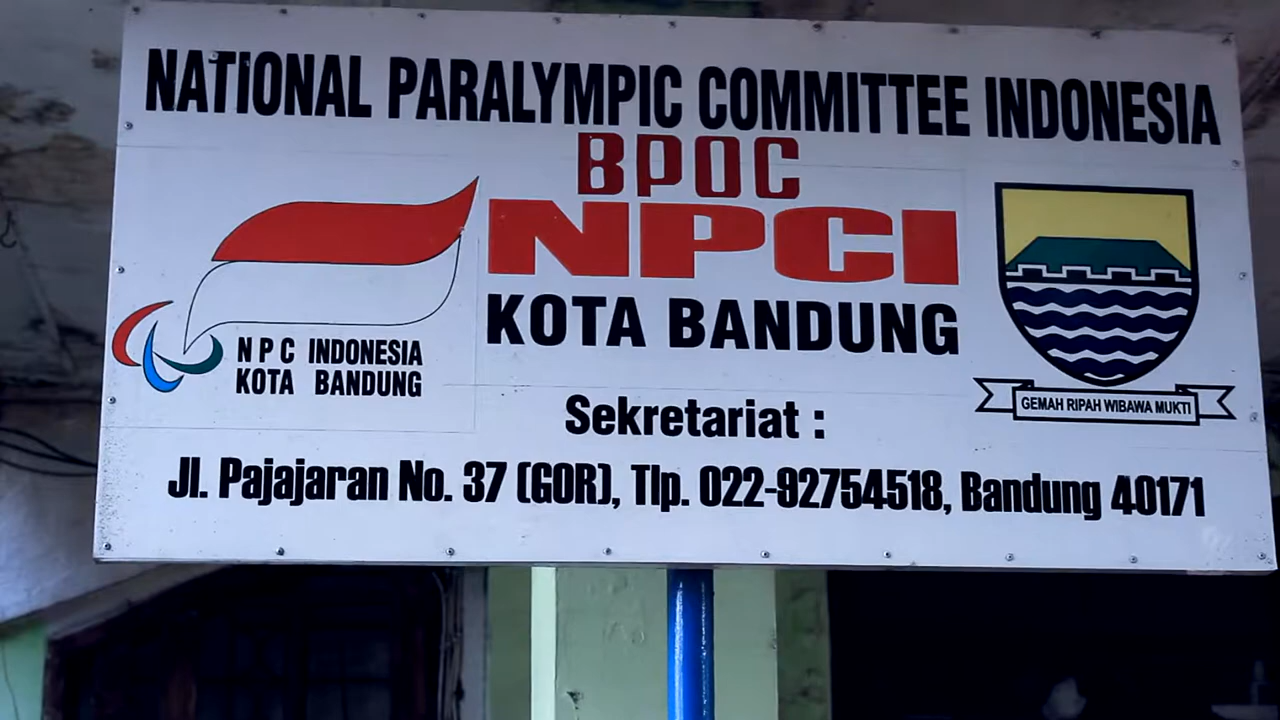 NATIONAL PARALYMPIC COMMITTEE INDONESIA
BPOC
NPCI
KOTA BANDUNG
NPC INDONESIA
KOTA BANDUNG
GEMAH RIPAH WIBAWA MUKTI
Sekretariat :
Jl. Pajajaran No. 37 (GOR), Tlp. 022-92754518, Bandung 40171